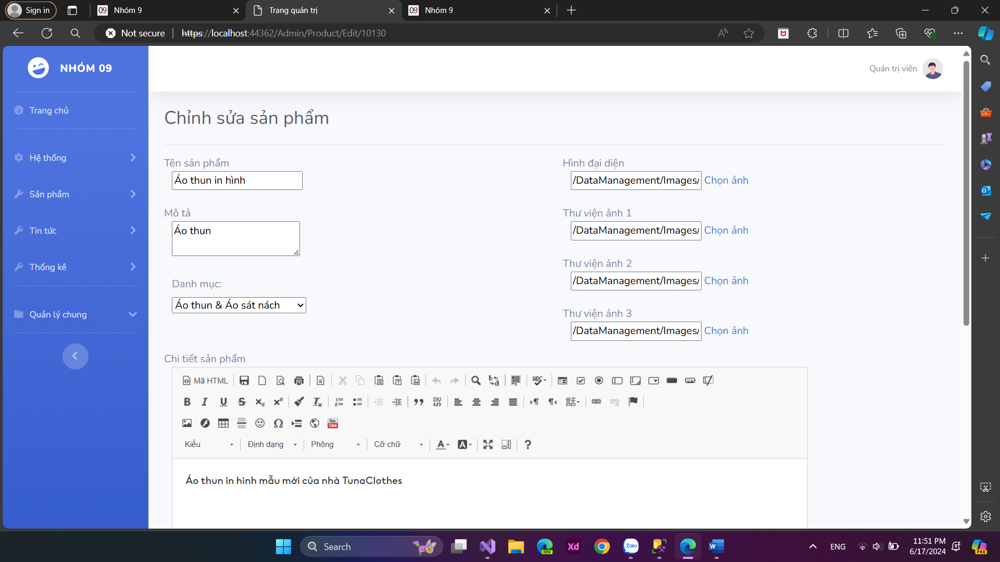 Sign in
Nhóm 9
Trang quản trị
Nhóm 9
Not secure
https://localhost:44362/Admin/Product/Edit/10130
NHÓM 09
Quản trị viên
Trang chủ
Hệ thống
Sản phẩm
Tin tức
Thống kê
Quản lý chung
Chỉnh sửa sản phẩm
Tên sản phẩm
Áo thun in hình
Mô tả
Áo thun
Danh mục:
Áo thun & Áo sát nách
Hình đại diện
/DataManagement/Images/ Chọn ảnh
Thư viện ảnh 1
/DataManagement/Images/ Chọn ảnh
Thư viện ảnh 2
/DataManagement/Images/ Chọn ảnh
Thư viện ảnh 3
/DataManagement/Images/ Chọn ảnh
Chi tiết sản phẩm
Mã HTML
Kiểu
Định dạng
Phông
Cỡ chữ
Áo thun in hình mẫu mới của nhà TunaClothes
Search
ENG
11:51 PM
6/17/2024